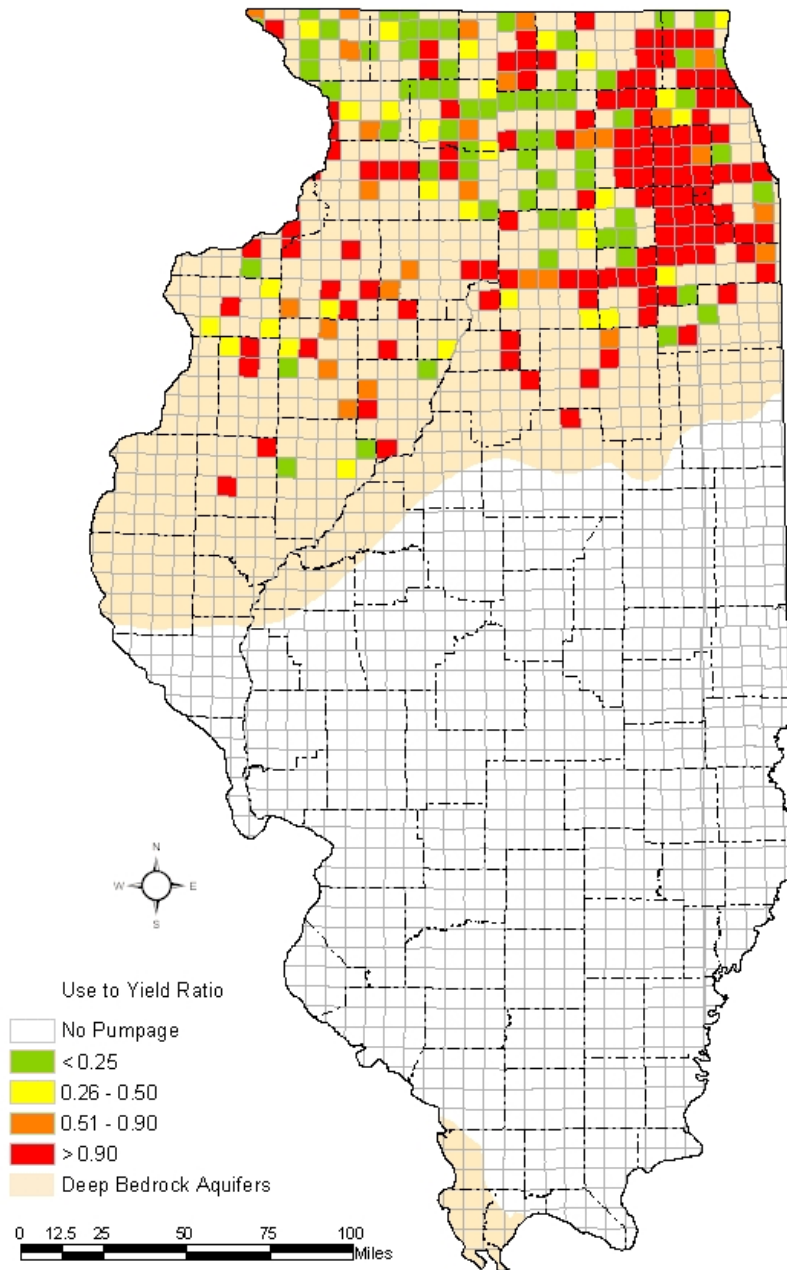 N
W E
S
Use to Yield Ratio
No Pumpage
< 0.25
0.26 - 0.50
0.51 - 0.90
> 0.90
Deep Bedrock Aquifers
0 12.5 25 50 75 100
Miles